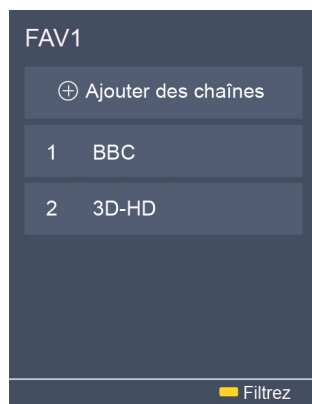 FAV1
Ajouter des chaînes
1 BBC
2 3D-HD
Filtrez